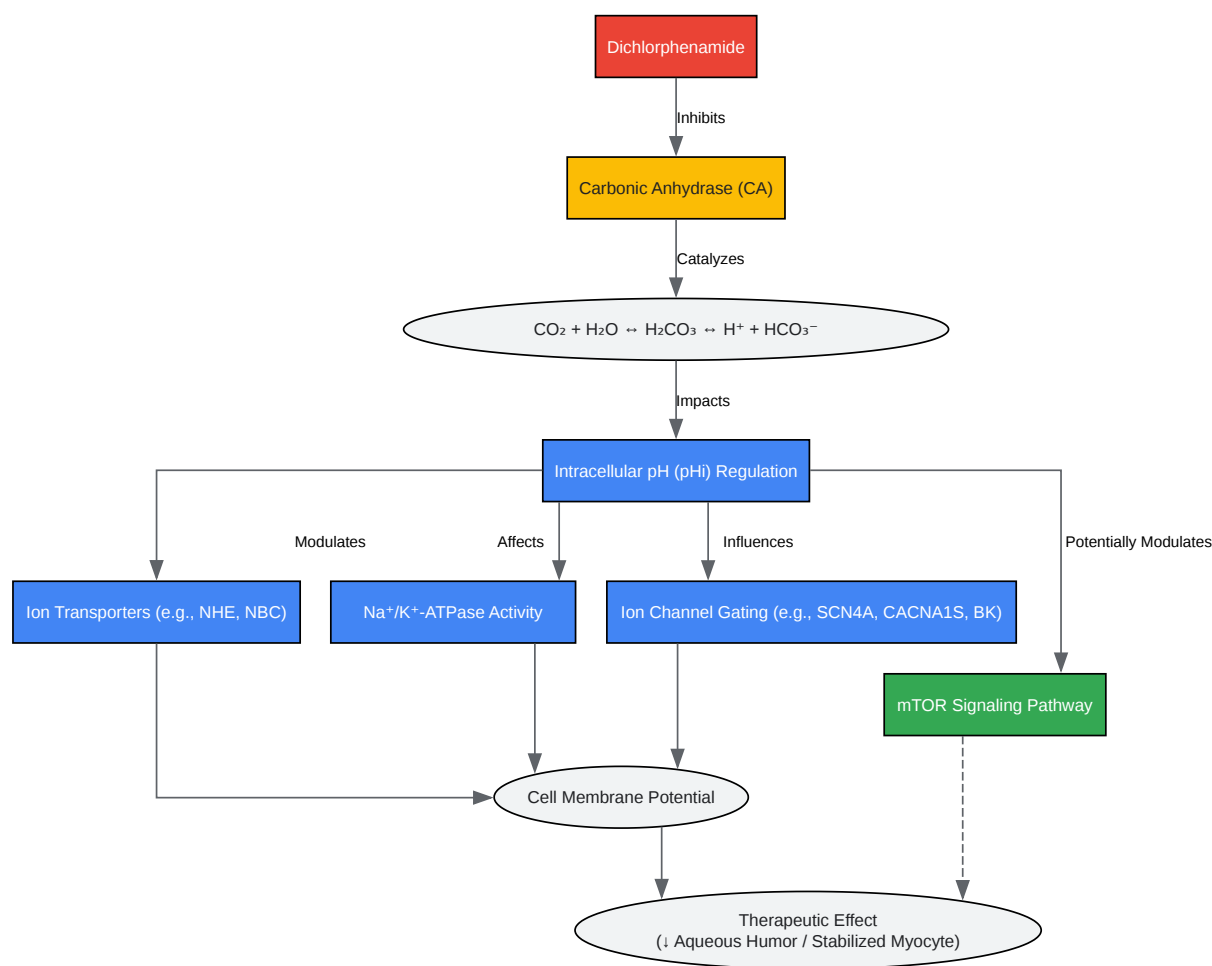 Dichlorphenamide
Inhibits
Carbonic Anhydrase (CA)
Catalyzes
CO₂ + H₂O ↔ H₂CO₃ ↔ H⁺ + HCO₃⁻
Impacts
Intracellular pH (pHi) Regulation
Modulates
Affects
Influences
Potentially Modulates
Ion Transporters (e.g., NHE, NBC)
Na⁺/K⁺-ATPase Activity
Ion Channel Gating (e.g., SCN4A, CACNA1S, BK)
mTOR Signaling Pathway
Cell Membrane Potential
Therapeutic Effect
(↓ Aqueous Humor / Stabilized Myocyte)